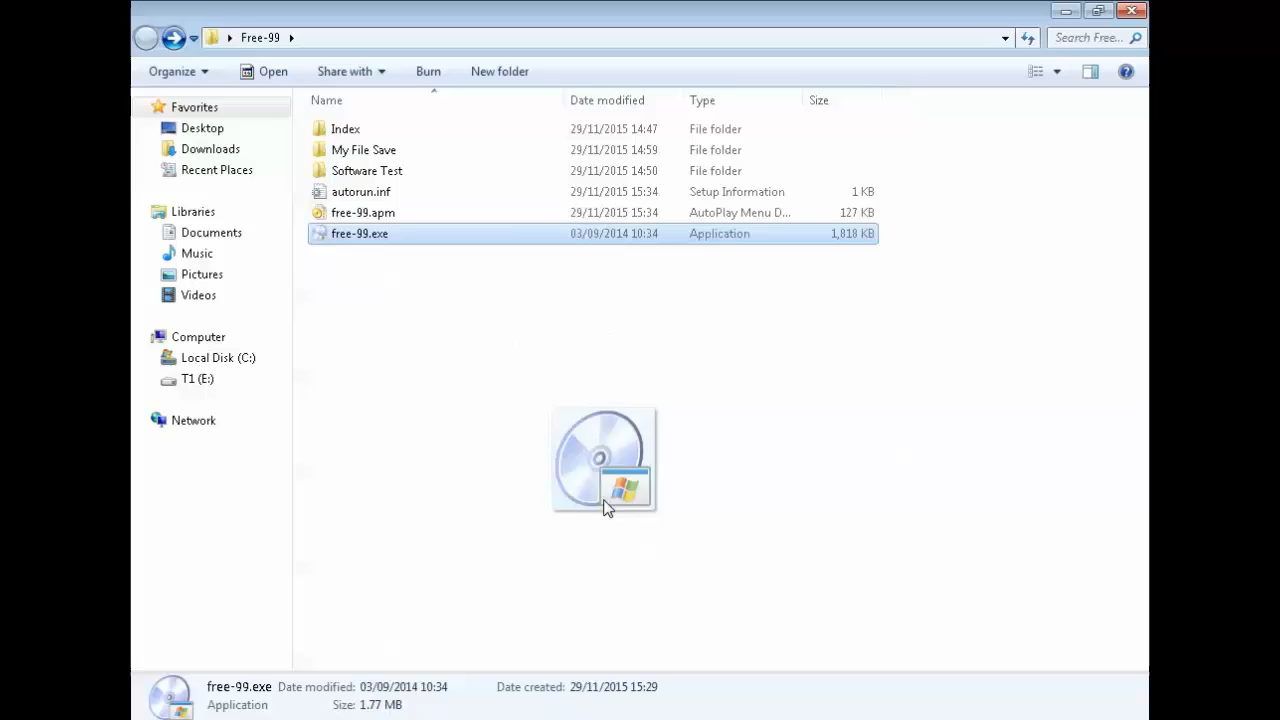 Free-99
Search Free...
Organize Open Share with Burn New folder
Name Date modified Type Size
Favorites
Desktop
Downloads
Recent Places
Libraries
Documents
Music
Pictures
Videos
Computer
Local Disk (C:)
T1 (E:)
Network
Index 29/11/2015 14:47 File folder
My File Save 29/11/2015 14:59 File folder
Software Test 29/11/2015 14:50 File folder
autorun.inf 29/11/2015 15:34 Setup Information 1 KB
free-99.apm 29/11/2015 15:34 AutoPlay Menu D... 127 KB
free-99.exe 03/09/2014 10:34 Application 1,818 KB
free-99.exe Date modified: 03/09/2014 10:34 Date created: 29/11/2015 15:29
Application Size: 1.77 MB